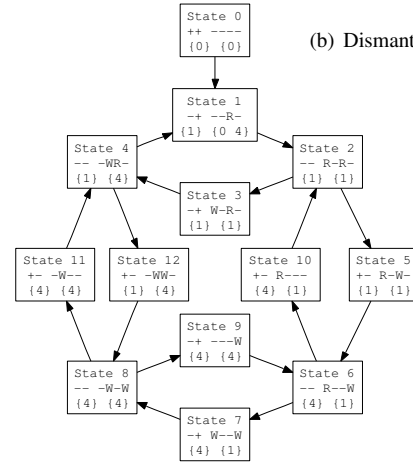 State 0
++ ----
{0} {0}
(b) Dismant
State 1
-+ --R-
{1} {0 4}
State 4
-- -WR-
{1} {4}
State 2
-- R-R-
{1} {1}
State 3
-+ W-R-
{1} {1}
State 11
+- -W--
{4} {4}
State 12
+- -WW-
{1} {4}
State 10
+- R---
{4} {1}
State 5
+- R-W-
{1} {1}
State 9
-+ ---W
{4} {4}
State 8
-- -W-W
{4} {4}
State 6
-- R--W
{4} {1}
State 7
-+ W--W
{4} {1}